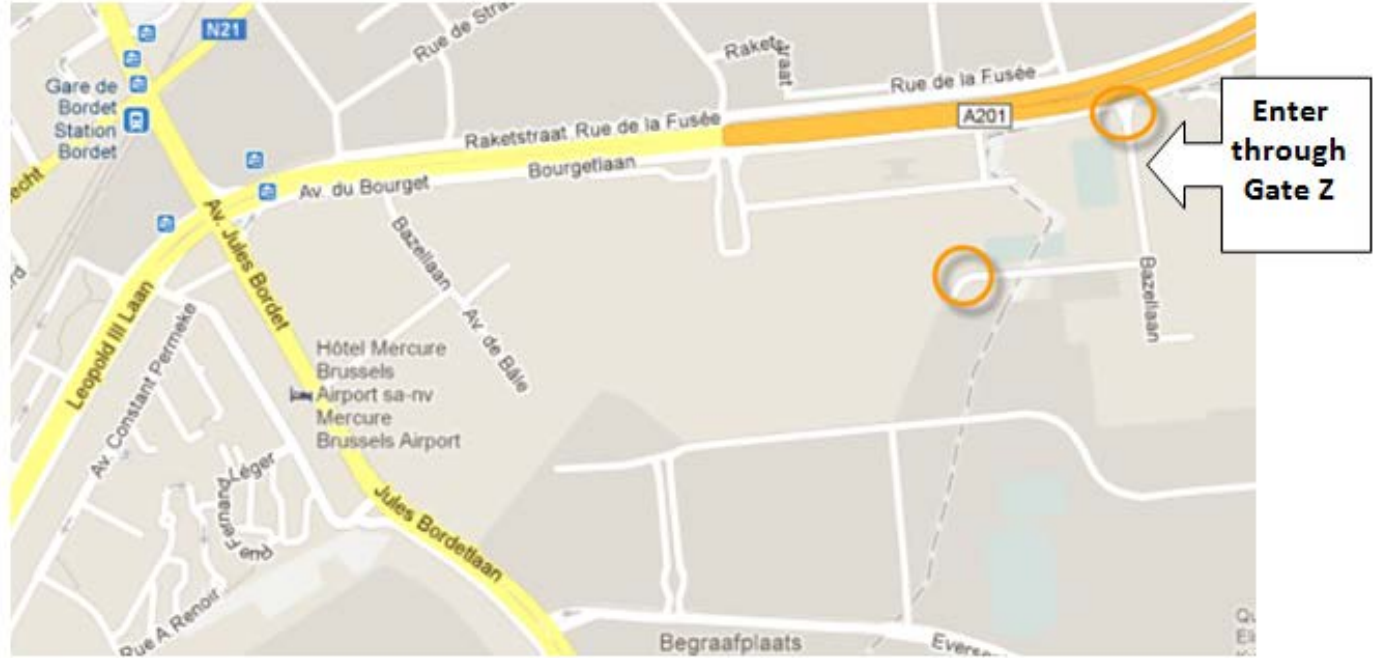 N21
Rue de Stras
Raketstraat
Rue de la Fusée
A201
Enter
through
Gate Z
Gare de
Bordet
Station
Bordet
Raketstraat Rue de la Fusée
Av. du Bourget
Bourgetlaan
echt
Av. Jules Bordet
Bazellaan
Av. de Bâle
Bazellaan
Leopold III Laan
Av. Constant Permeke
Hôtel Mercure
Brussels
Airport sa-nv
Mercure
Brussels Airport
Rue Fernand Léger
Jules Bordetlaan
Rue A Renoir
Begraafplaats
Everse